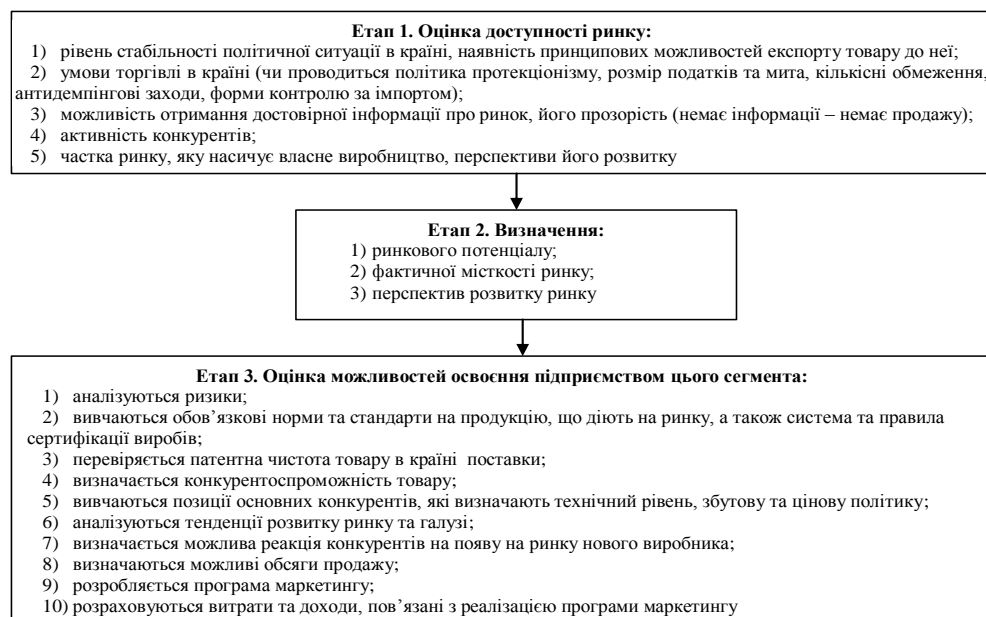 Етап 1. Оцінка доступності ринку:
1) рівень стабільності політичної ситуації в країні, наявність принципових можливостей експорту товару до неї;
2) умови торгівлі в країні (чи проводиться політика протекціонізму, розмір податків та мита, кількісні обмеження,
антидемпінгові заходи, форми контролю за імпортом);
3) можливість отримання достовірної інформації про ринок, його прозорість (немає інформації – немає продажу);
4) активність конкурентів;
5) частка ринку, яку насичує власне виробництво, перспективи його розвитку
Етап 2. Визначення:
1) ринкового потенціалу;
2) фактичної місткості ринку;
3) перспектив розвитку ринку
Етап 3. Оцінка можливостей освоєння підприємством цього сегмента:
1) аналізуються ризики;
2) вивчаються обов’язкові норми та стандарти на продукцію, що діють на ринку, а також система та правила
сертифікації виробів;
3) перевіряється патентна чистота товару в країні поставки;
4) визначається конкурентоспроможність товару;
5) вивчаються позиції основних конкурентів, які визначають технічний рівень, збутову та цінову політику;
6) аналізуються тенденції розвитку ринку та галузі;
7) визначається можлива реакція конкурентів на появу на ринку нового виробника;
8) визначаються можливі обсяги продажу;
9) розробляється програма маркетингу;
10) розраховуються витрати та доходи, пов’язані з реалізацією програми маркетингу